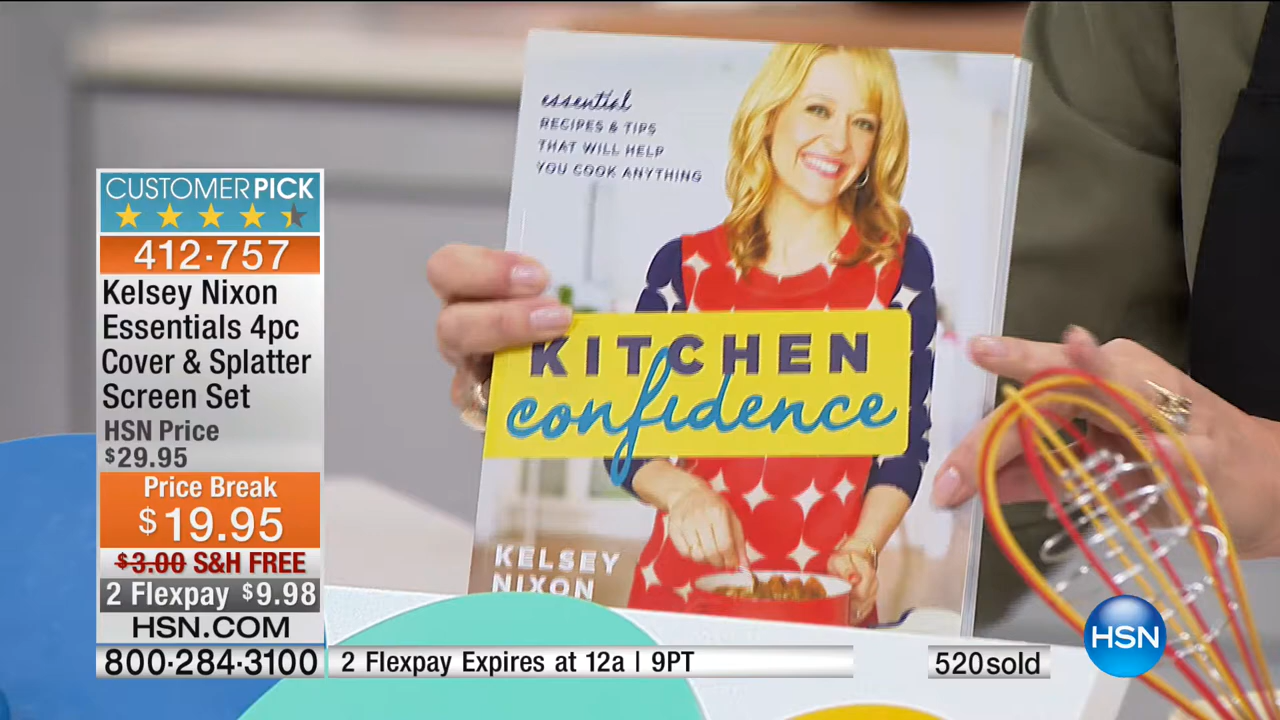 CUSTOMER PICK
412·757
Kelsey Nixon
Essentials 4pc
Cover & Splatter
Screen Set
HSN Price
$29.95
Price Break
$19.95
$3.00 S&H FREE
2 Flexpay $9.98
HSN.COM
800·284·3100
2 Flexpay Expires at 12a | 9PT
520 sold
HSN
essential
RECIPES & TIPS
THAT WILL HELP
YOU COOK ANYTHING
KITCHEN
confidence
KELSEY
NIXON